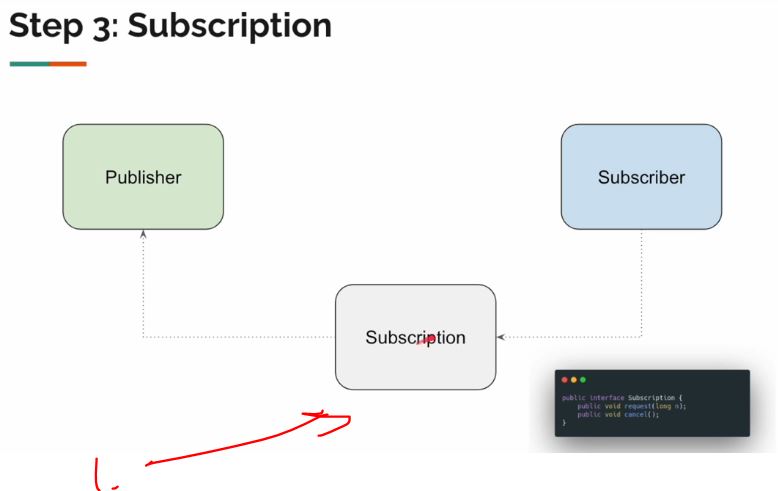 Step 3: Subscription
Publisher
Subscriber
Subscription
public interface Subscription {
public void request(long n);
public void cancel();
}